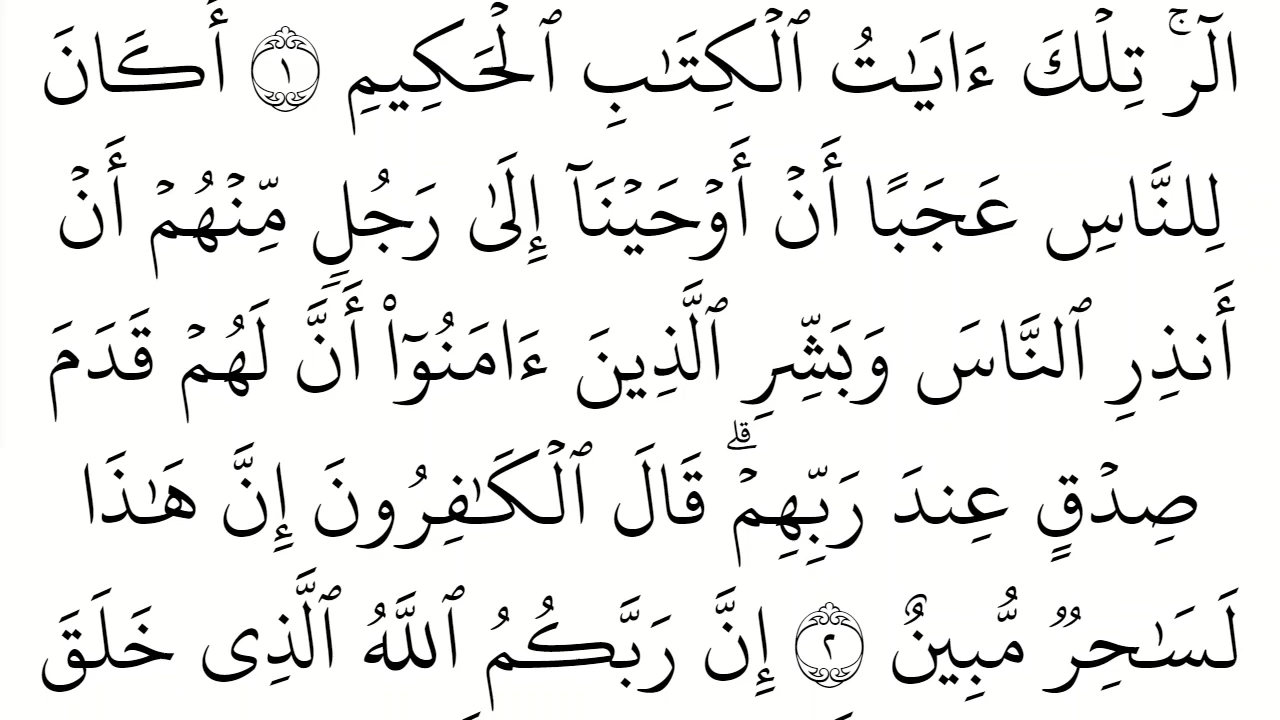 الٓرۚ تِلۡكَ ءَايَٰتُ ٱلۡكِتَٰبِ ٱلۡحَكِيمِ ١ أَكَانَ
لِلنَّاسِ عَجَبًا أَنۡ أَوۡحَيۡنَآ إِلَىٰ رَجُلٖ مِّنۡهُمۡ أَنۡ
أَنذِرِ ٱلنَّاسَ وَبَشِّرِ ٱلَّذِينَ ءَامَنُوٓاْ أَنَّ لَهُمۡ قَدَمَ
صِدۡقٍ عِندَ رَبِّهِمۡۗ قَالَ ٱلۡكَٰفِرُونَ إِنَّ هَٰذَا
لَسَٰحِرٞ مُّبِينٌ ٢ إِنَّ رَبَّكُمُ ٱللَّهُ ٱلَّذِى خَلَقَ